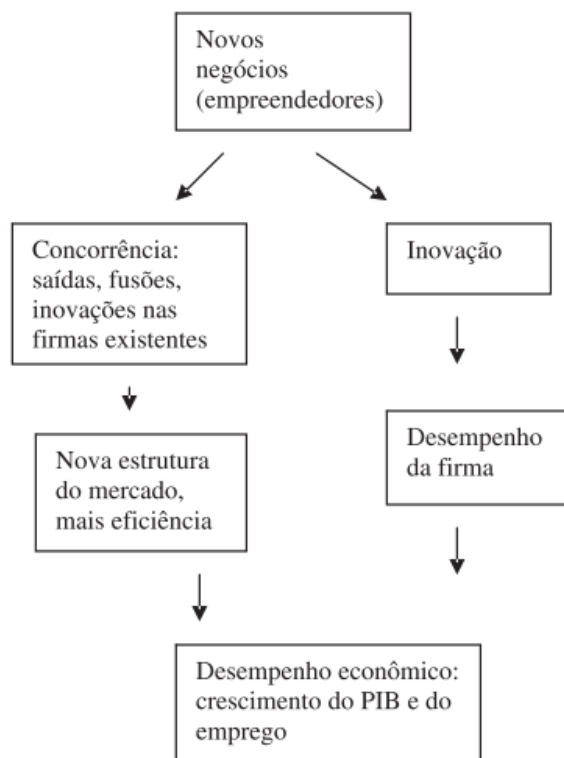 Novos
negócios
(empreendedores)
Concorrência:
saídas, fusões,
inovações nas
firmas existentes
Inovação
Nova estrutura
do mercado,
mais eficiência
Desempenho
da firma
Desempenho econômico:
crescimento do PIB e do
emprego